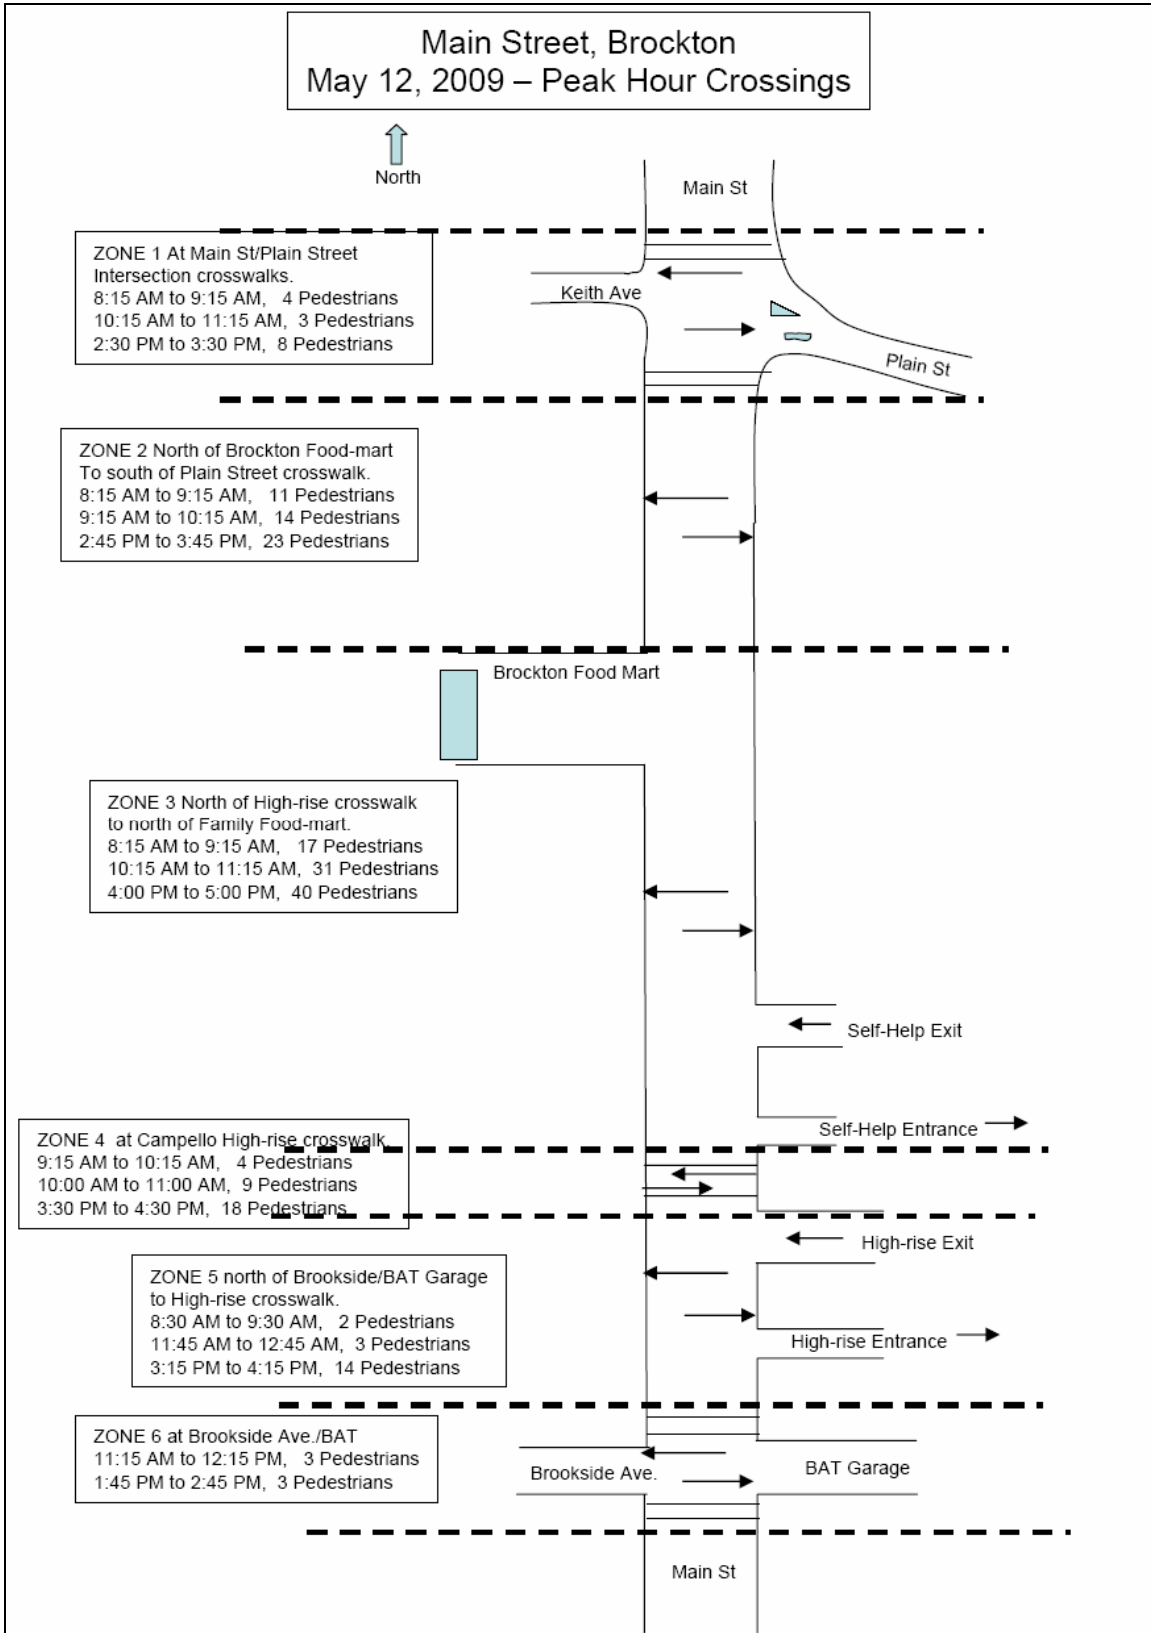 Main Street, Brockton
May 12, 2009 – Peak Hour Crossings
North
Main St
ZONE 1 At Main St/Plain Street
Intersection crosswalks.
8:15 AM to 9:15 AM, 4 Pedestrians
10:15 AM to 11:15 AM, 3 Pedestrians
2:30 PM to 3:30 PM, 8 Pedestrians
Keith Ave
Plain St
ZONE 2 North of Brockton Food-mart
To south of Plain Street crosswalk.
8:15 AM to 9:15 AM, 11 Pedestrians
9:15 AM to 10:15 AM, 14 Pedestrians
2:45 PM to 3:45 PM, 23 Pedestrians
Brockton Food Mart
ZONE 3 North of High-rise crosswalk
to north of Family Food-mart.
8:15 AM to 9:15 AM, 17 Pedestrians
10:15 AM to 11:15 AM, 31 Pedestrians
4:00 PM to 5:00 PM, 40 Pedestrians
Self-Help Exit
Self-Help Entrance
ZONE 4 at Campello High-rise crosswalk.
9:15 AM to 10:15 AM, 4 Pedestrians
10:00 AM to 11:00 AM, 9 Pedestrians
3:30 PM to 4:30 PM, 18 Pedestrians
High-rise Exit
ZONE 5 north of Brookside/BAT Garage
to High-rise crosswalk.
8:30 AM to 9:30 AM, 2 Pedestrians
11:45 AM to 12:45 AM, 3 Pedestrians
3:15 PM to 4:15 PM, 14 Pedestrians
High-rise Entrance
ZONE 6 at Brookside Ave./BAT
11:15 AM to 12:15 PM, 3 Pedestrians
1:45 PM to 2:45 PM, 3 Pedestrians
Brookside Ave.
BAT Garage
Main St